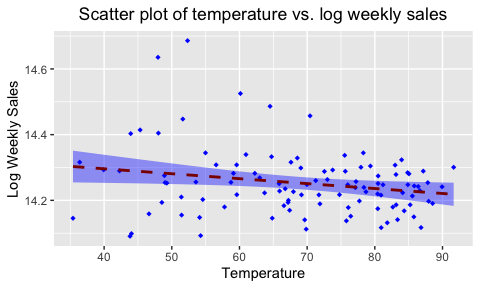 Scatter plot of temperature vs. log weekly sales
Log Weekly Sales
14.6
14.4
14.2
40 50 60 70 80 90
Temperature